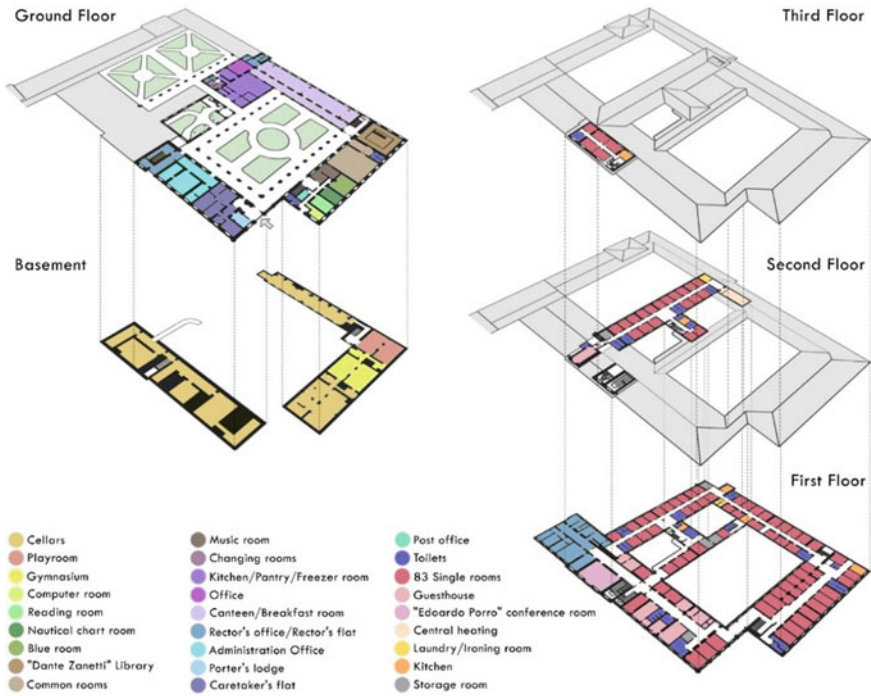 Ground Floor
Third Floor
Basement
Second Floor
First Floor
Cellars
Playroom
Gymnasium
Computer room
Reading room
Nautical chart room
Blue room
"Dante Zanetti" Library
Common rooms
Music room
Changing rooms
Kitchen/Pantry/Freezer room
Office
Canteen/Breakfast room
Rector's office/Rector's flat
Administration Office
Porter's lodge
Caretaker's flat
Post office
Toilets
83 Single rooms
Guesthouse
"Edoardo Porro" conference room
Central heating
Laundry/Ironing room
Kitchen
Storage room